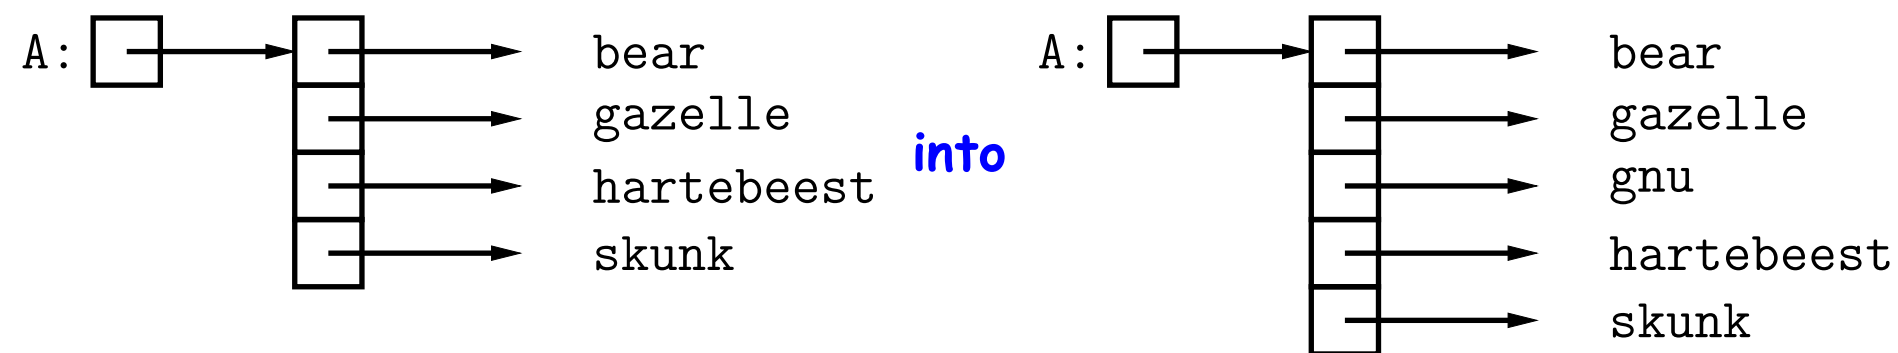 A: bear
gazelle
hartebeest
skunk
into
A: bear
gazelle
gnu
hartebeest
skunk